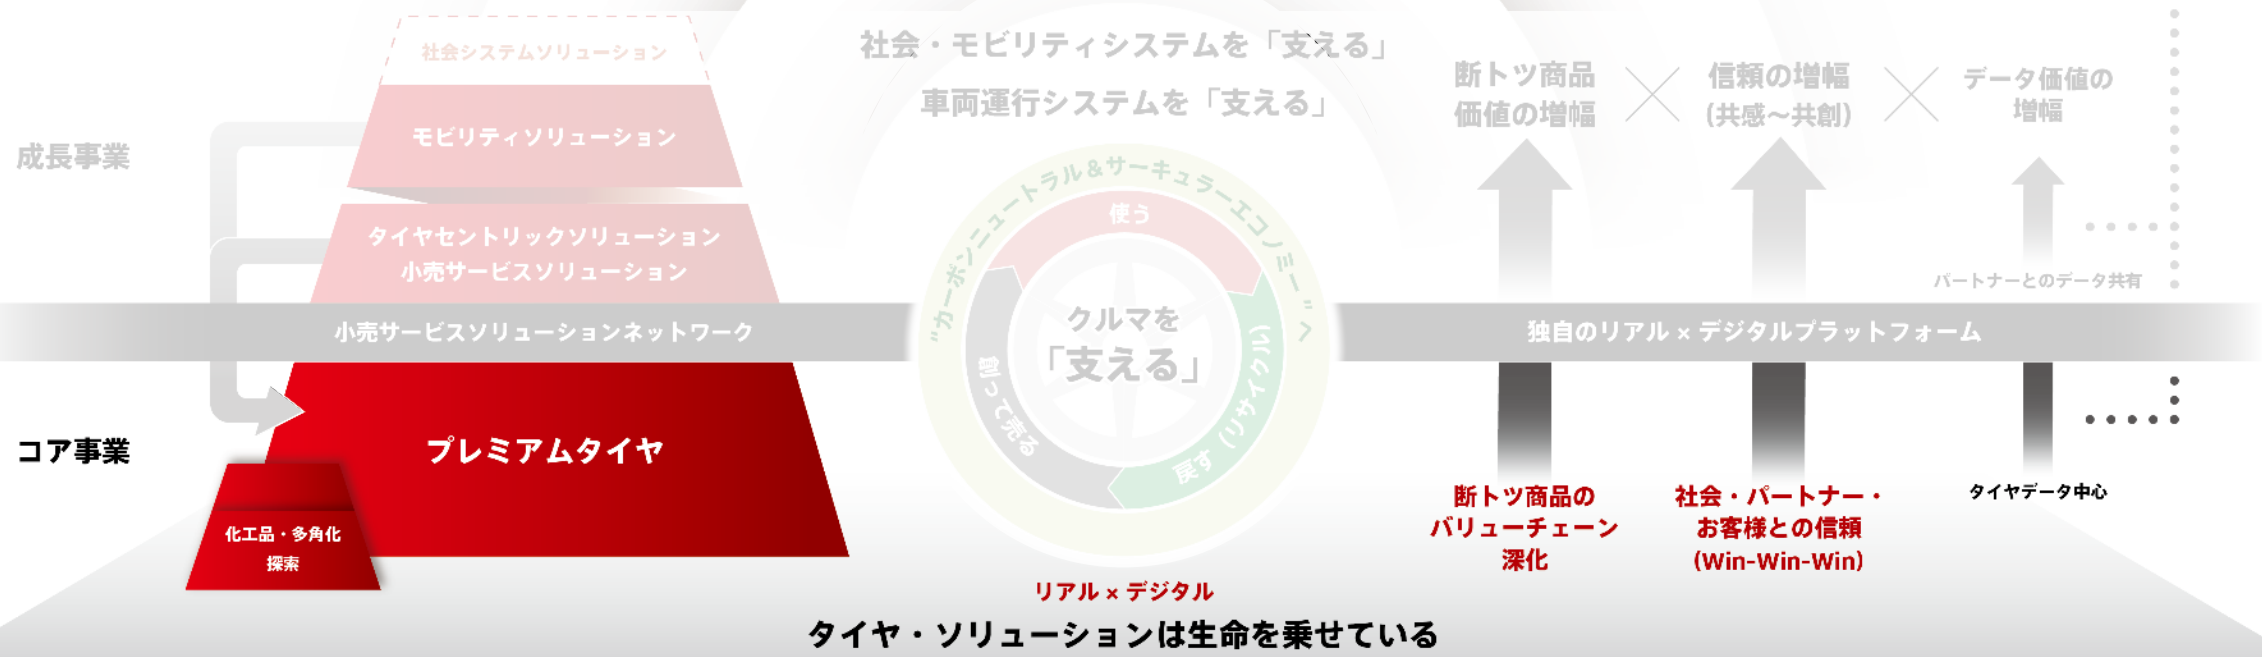 社会システムソリューション
モビリティソリューション
成長事業
タイヤセントリックソリューション
小売サービスソリューション
小売サービスソリューションネットワーク
コア事業
プレミアムタイヤ
化工品・多角化
探索
社会・モビリティシステムを「支える」
車両運行システムを「支える」
"カーボンニュートラル&サーキュラーエコノミー"へ
使う
クルマを
「支える」
創って売る
戻す（リサイクル）
リアル×デジタル
タイヤ・ソリューションは生命を乗せている
断トツ商品
価値の増幅
信頼の増幅
(共感～共創)
データ価値の
増幅
パートナーとのデータ共有
独自のリアル×デジタルプラットフォーム
断トツ商品の
バリューチェーン
深化
社会・パートナー・
お客様との信頼
(Win-Win-Win)
タイヤデータ中心